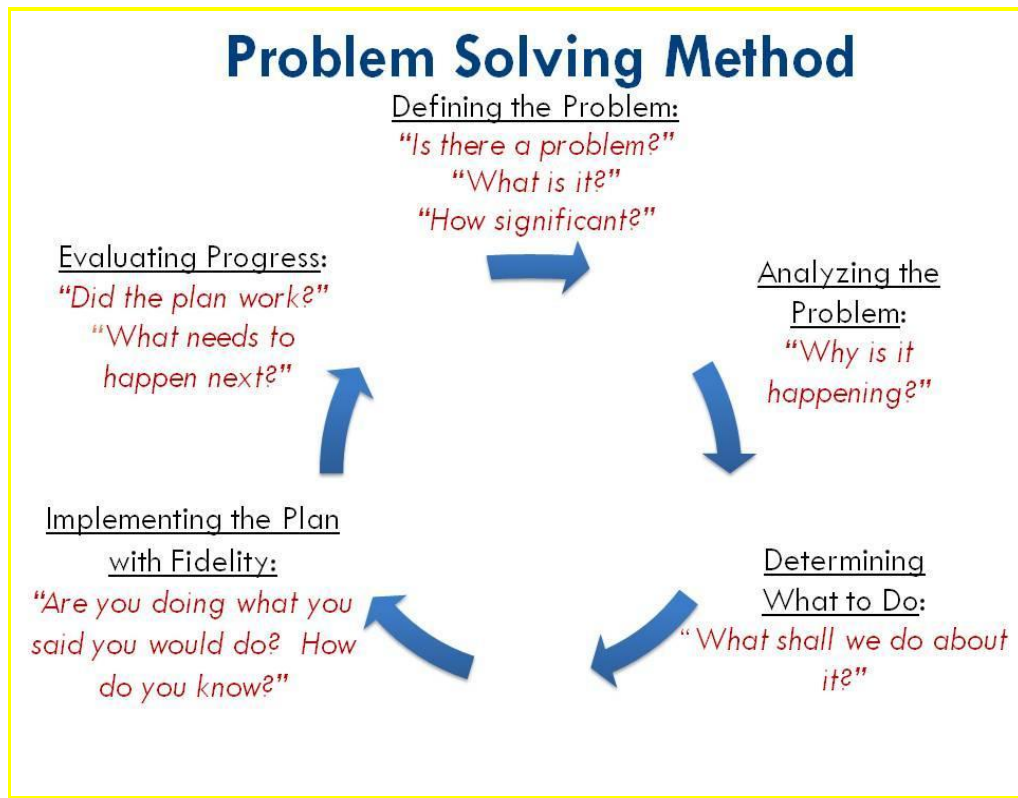 Problem Solving Method
Defining the Problem:
“Is there a problem?”
“What is it?”
“How significant?”
Analyzing the
Problem:
“Why is it
happening?”
Determining
What to Do:
“What shall we do about
it?”
Implementing the Plan
with Fidelity:
“Are you doing what you
said you would do?  How
do you know?”
Evaluating Progress:
“Did the plan work?”
“What needs to
happen next?”